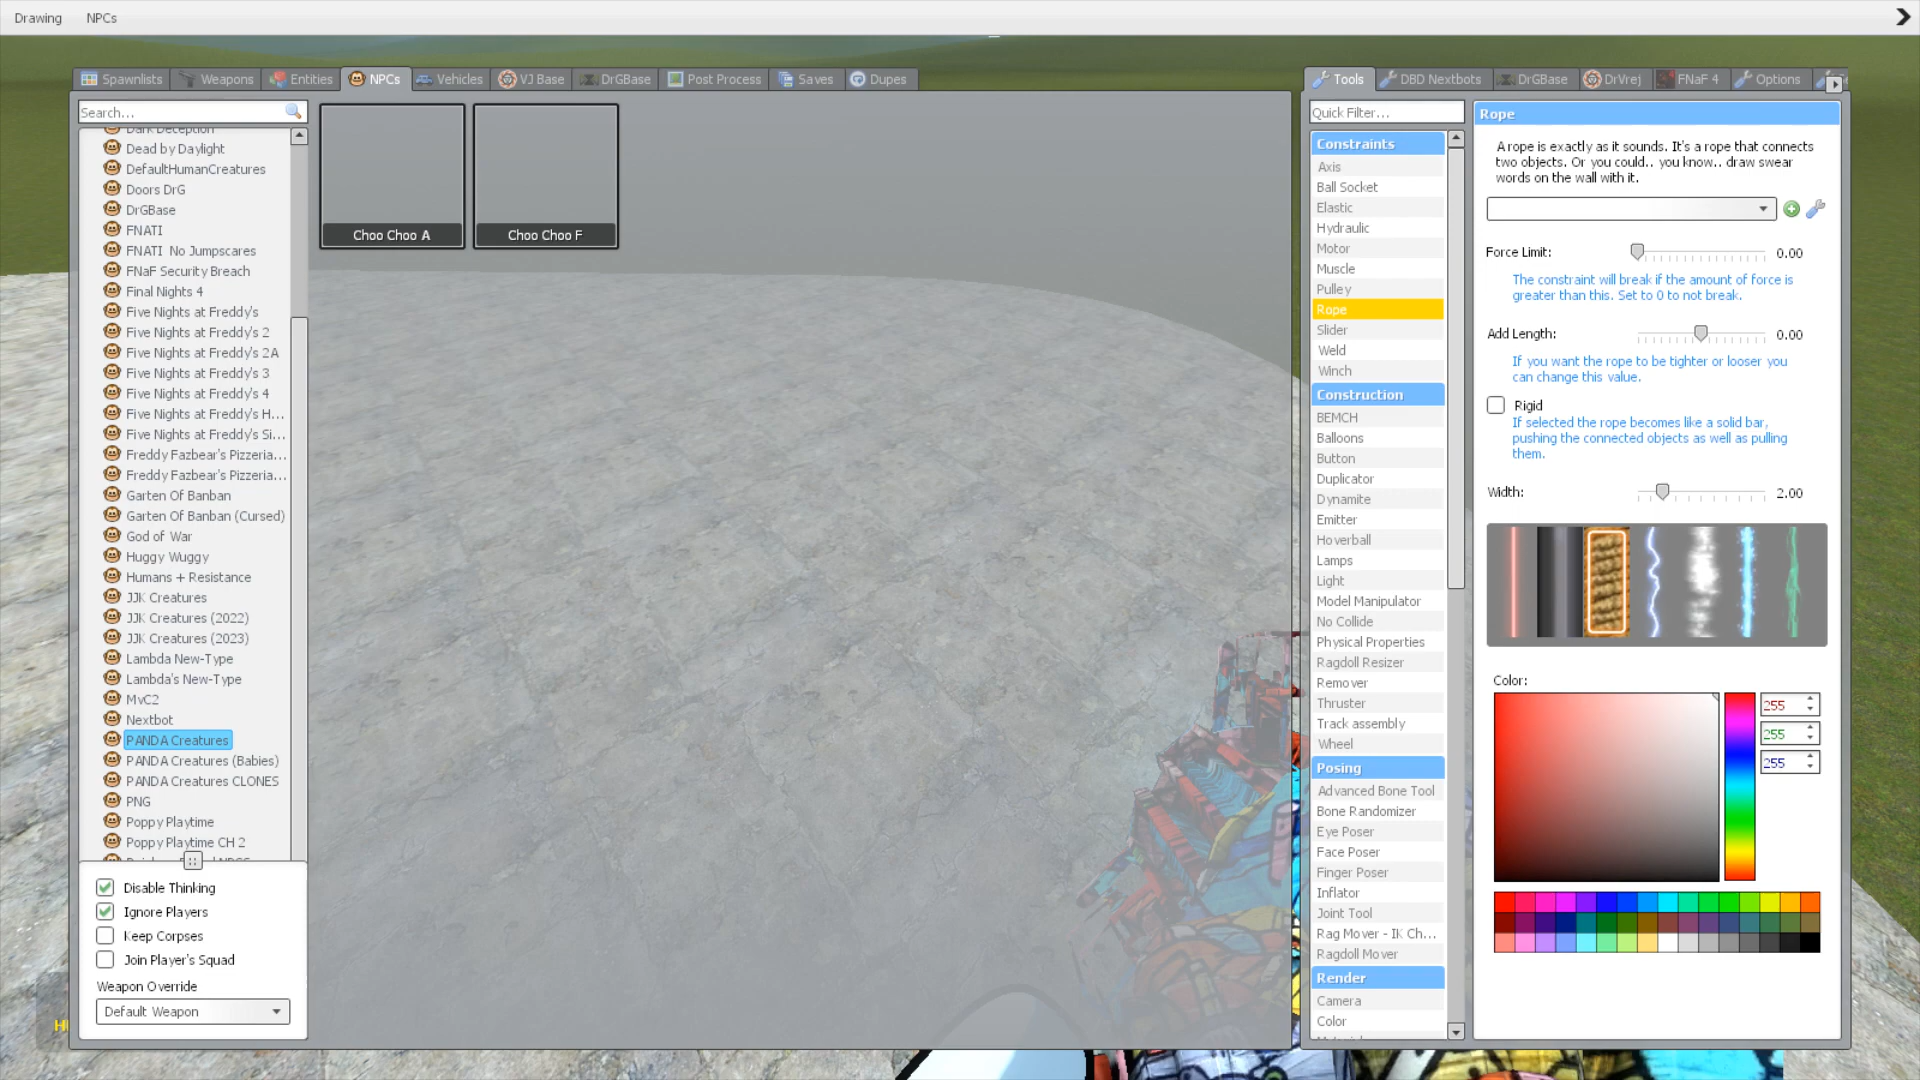 Drawing NPCs
Spawnlists Weapons Entities NPCs Vehicles VJ Base DrGBase Post Process Saves Dupes
Search...
Dark Deception
Dead by Daylight
DefaultHumanCreatures
Doors DrG
DrGBase
FNATI
FNATI No Jumpscares
FNaF Security Breach
Final Nights 4
Five Nights at Freddy's
Five Nights at Freddy's 2
Five Nights at Freddy's 2A
Five Nights at Freddy's 3
Five Nights at Freddy's 4
Five Nights at Freddy's H...
Five Nights at Freddy's Si...
Freddy Fazbear's Pizzeria...
Freddy Fazbear's Pizzeria...
Garten Of Banban
Garten Of Banban (Cursed)
God of War
Huggy Wuggy
Humans + Resistance
JJK Creatures
JJK Creatures (2022)
JJK Creatures (2023)
Lambda New-Type
Lambda's New-Type
MvC2
Nextbot
PANDA Creatures
PANDA Creatures (Babies)
PANDA Creatures CLONES
PNG
Poppy Playtime
Poppy Playtime CH 2
Disable Thinking
Ignore Players
Keep Corpses
Join Player's Squad
Weapon Override
Default Weapon
Choo Choo A
Choo Choo F
Tools DBD Nextbots DrGBase DrVrej FNaF 4 Options
Quick Filter...
Constraints
Axis
Ball Socket
Elastic
Hydraulic
Motor
Muscle
Pulley
Rope
Slider
Weld
Winch
Construction
BEMCH
Balloons
Button
Duplicator
Dynamite
Emitter
Hoverball
Lamps
Light
Model Manipulator
No Collide
Physical Properties
Ragdoll Resizer
Remover
Thruster
Track assembly
Wheel
Posing
Advanced Bone Tool
Bone Randomizer
Eye Poser
Face Poser
Finger Poser
Inflator
Joint Tool
Rag Mover - IK Ch...
Ragdoll Mover
Render
Camera
Color
Rope
A rope is exactly as it sounds. It's a rope that connects
two objects. Or you could.. you know.. draw swear
words on the wall with it.
Force Limit: 0.00
The constraint will break if the amount of force is
greater than this. Set to 0 to not break.
Add Length: 0.00
If you want the rope to be tighter or looser you
can change this value.
Rigid
If selected the rope becomes like a solid bar,
pushing the connected objects as well as pulling
them.
Width: 2.00
Color:
255
255
255